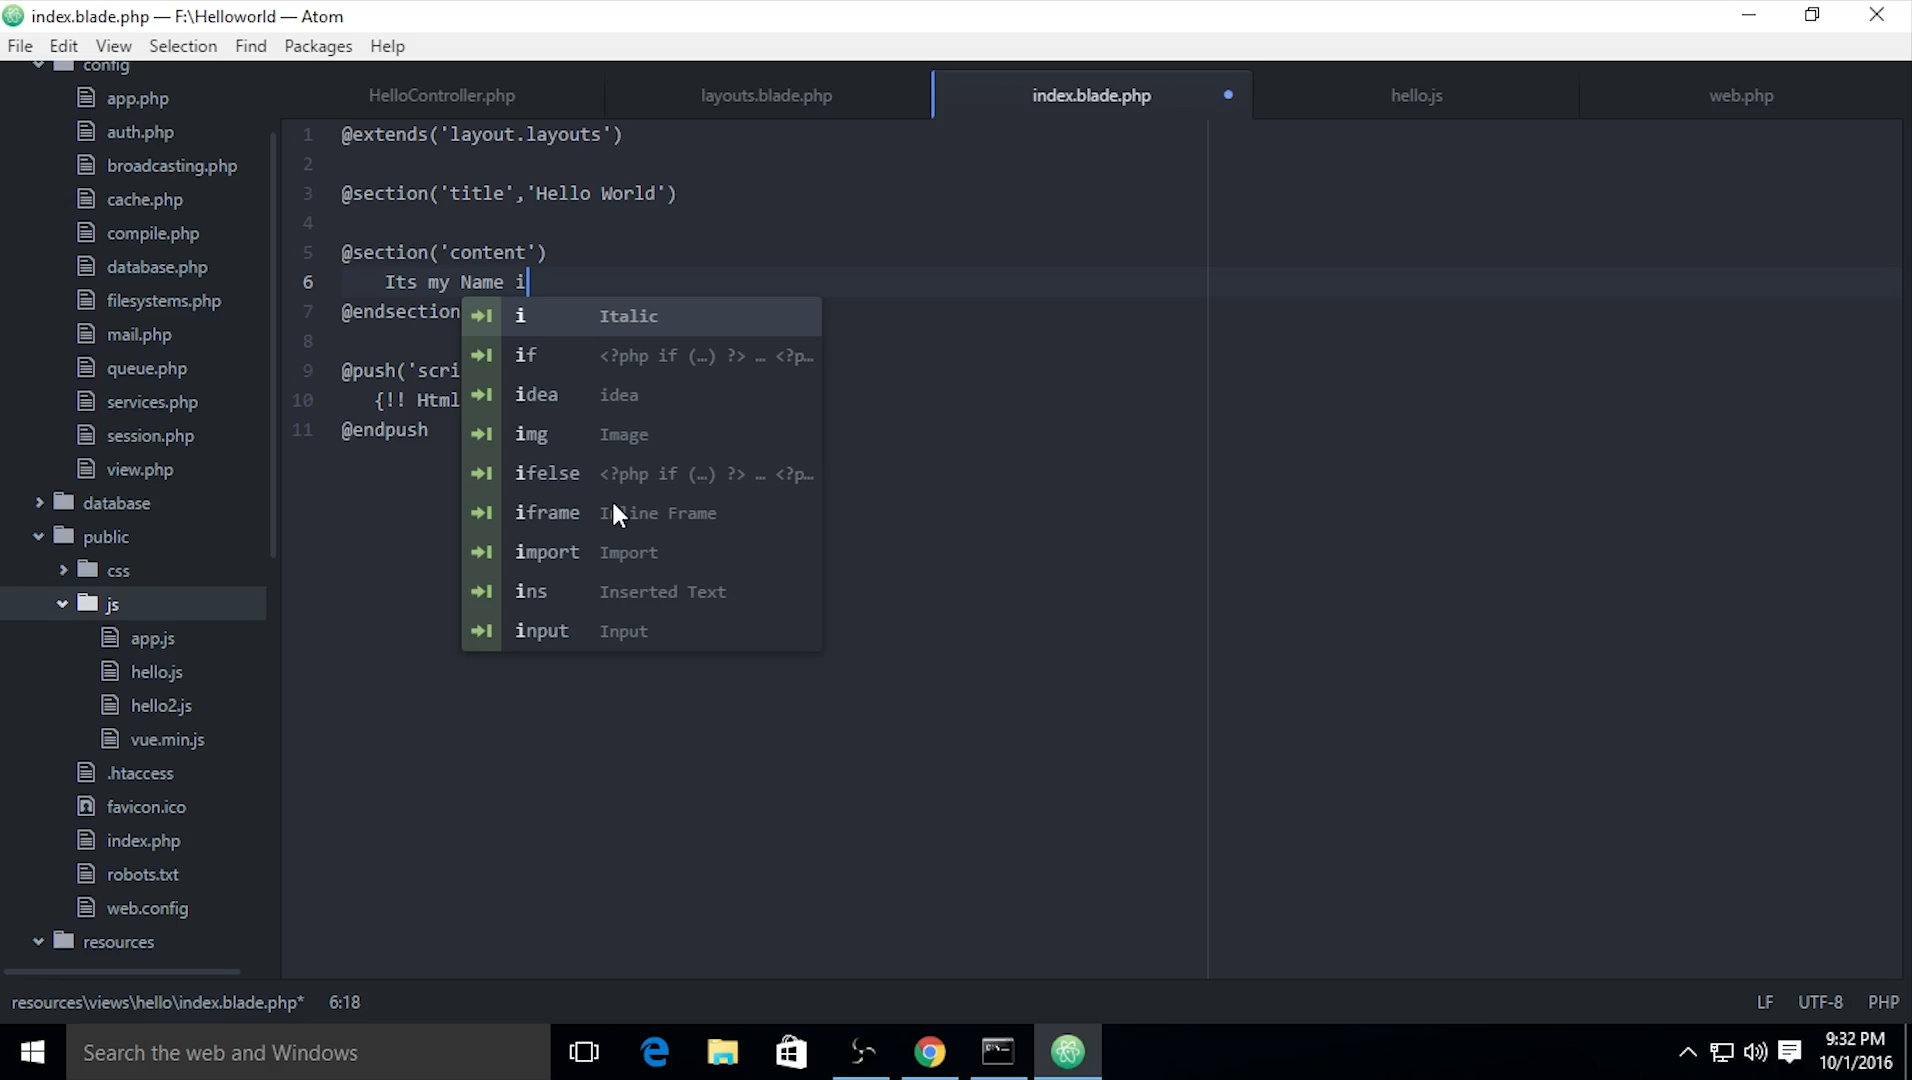 index.blade.php — F:\Helloworld — Atom
File Edit View Selection Find Packages Help
config
app.php
auth.php
broadcasting.php
cache.php
compile.php
database.php
filesystems.php
mail.php
queue.php
services.php
session.php
view.php
database
public
css
js
app.js
hello.js
hello2.js
vue.min.js
.htaccess
favicon.ico
index.php
robots.txt
web.config
resources
HelloController.php layouts.blade.php index.blade.php hello.js web.php
1 @extends('layout.layouts')
2
3 @section('title','Hello World')
4
5 @section('content')
6 Its my Name i
7 @endsection
8
9 @push('scri
10 {!! Html
11 @endpush
i Italic
if <?php if (…) ?> … <?p…
idea idea
img Image
ifelse <?php if (…) ?> … <?p…
iframe Inline Frame
import Import
ins Inserted Text
input Input
resources\views\hello\index.blade.php* 6:18 LF UTF-8 PHP
Search the web and Windows
9:32 PM
10/1/2016